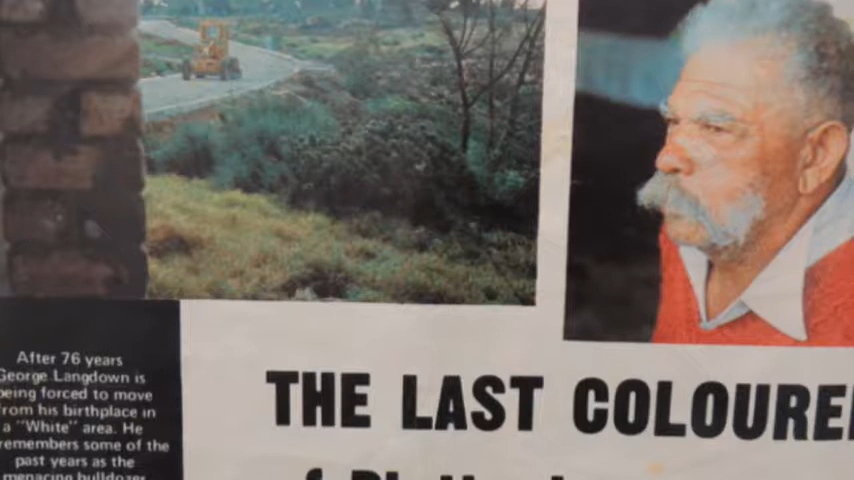 After 76 years
George Langdown is
being forced to move
from his birthplace in
a "White" area. He
remembers some of the
past years as the
menacing bulldozer
THE LAST COLOURE